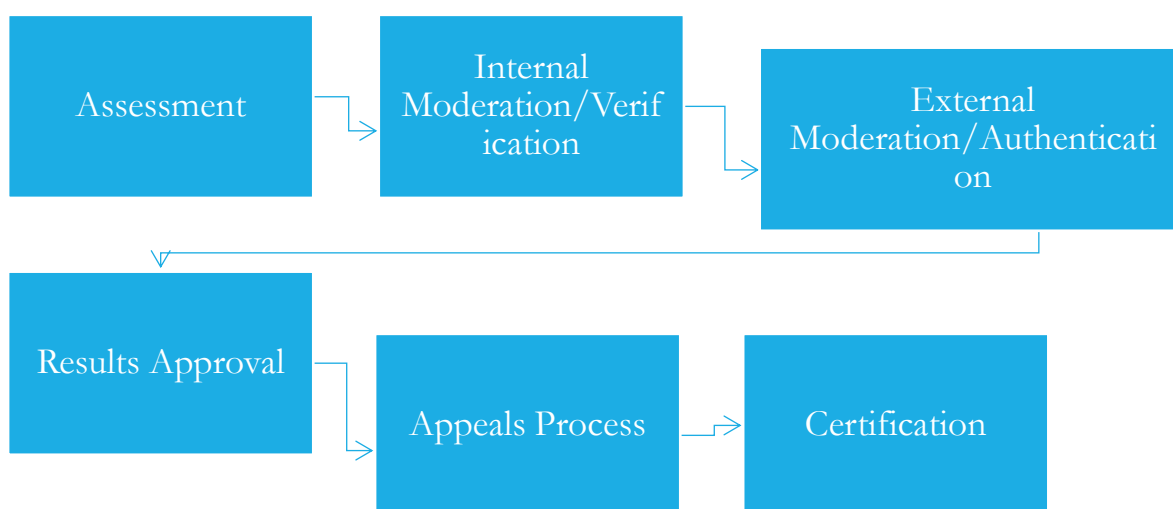 Assessment
Internal
Moderation/Verif
ication
External
Moderation/Authenticati
on
Results Approval
Appeals Process
Certification